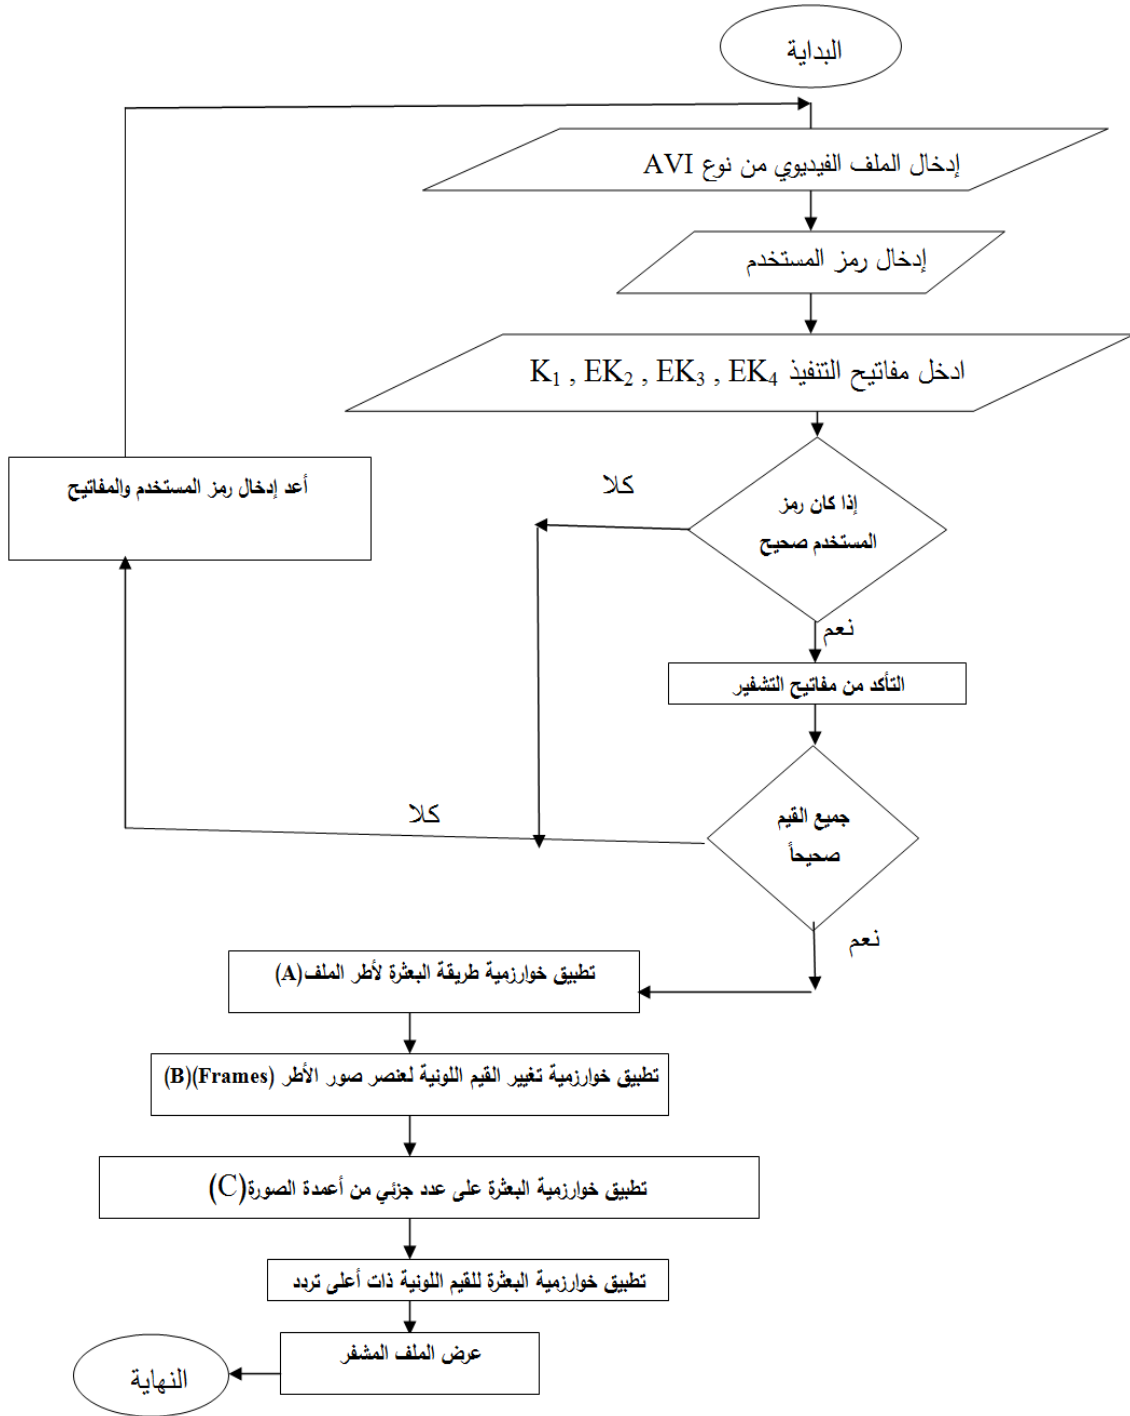 البداية
إدخال الملف الفيديوي من نوع AVI
إدخال رمز المستخدم
ادخل مفاتيح التنفيذ K₁ , EK₂ , EK₃ , EK₄
أعد إدخال رمز المستخدم والمفاتيح
كلا
إذا كان رمز
المستخدم صحيح
نعم
التأكد من مفاتيح التشفير
كلا
جميع القيم
صحيحاً
نعم
تطبيق خوارزمية طريقة البعثرة لأطر الملف(A)
تطبيق خوارزمية تغيير القيم اللونية لعنصر صور الأطر (Frames)(B)
تطبيق خوارزمية البعثرة على عدد جزئي من أعمدة الصورة(C)
تطبيق خوارزمية البعثرة للقيم اللونية ذات أعلى تردد
عرض الملف المشفر
النهاية